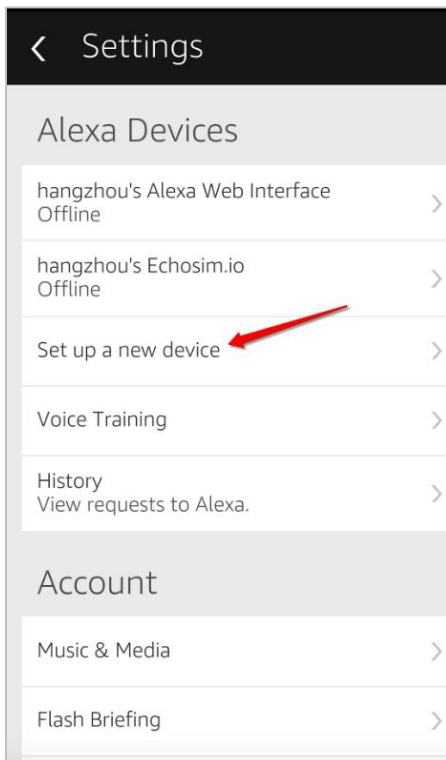 Settings
Alexa Devices
hangzhou's Alexa Web Interface
Offline
hangzhou's Echosim.io
Offline
Set up a new device
Voice Training
History
View requests to Alexa.
Account
Music & Media
Flash Briefing